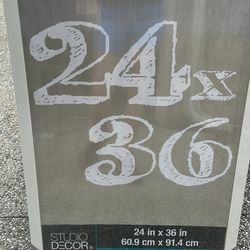 24x
36
STUDIO
DECOR
24 in x 36 in
60.9 cm x 91.4 cm